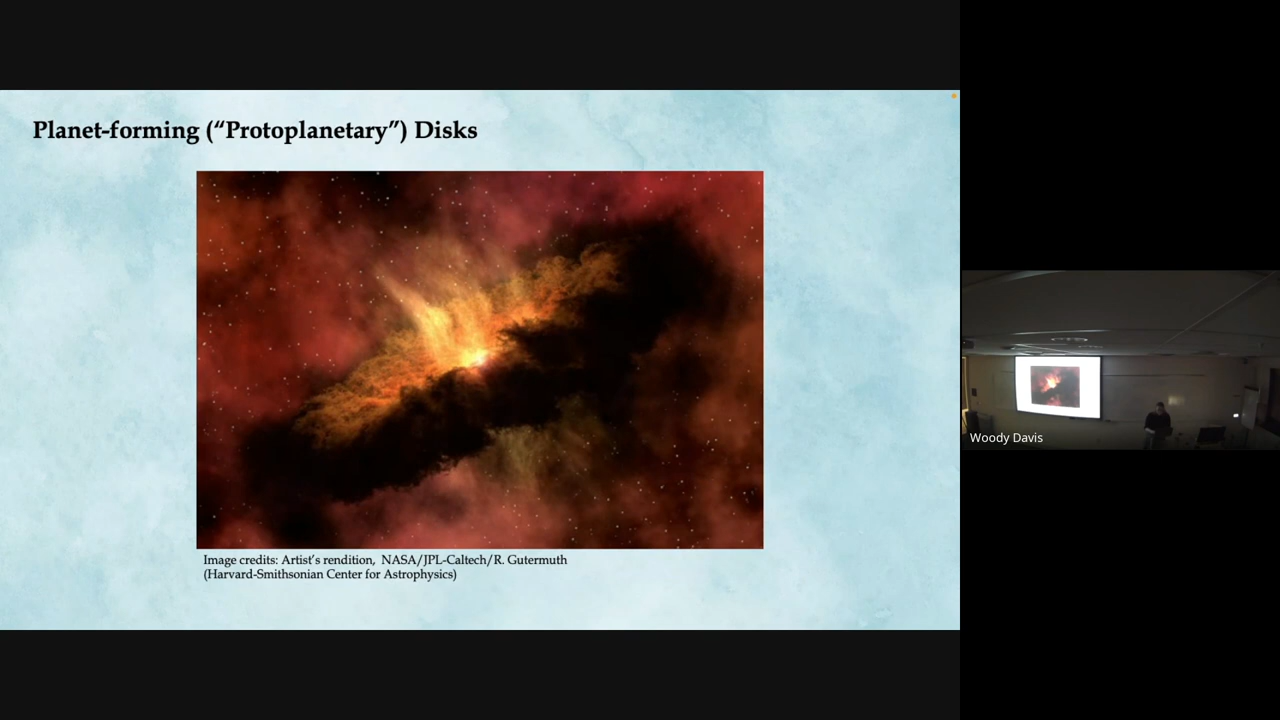 Planet-forming (“Protoplanetary”) Disks
Image credits: Artist’s rendition, NASA/JPL-Caltech/R. Gutermuth
(Harvard-Smithsonian Center for Astrophysics)
Woody Davis